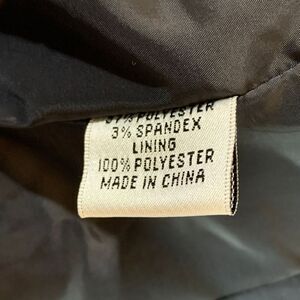 97% POLYESTER
3% SPANDEX
LINING
100% POLYESTER
MADE IN CHINA